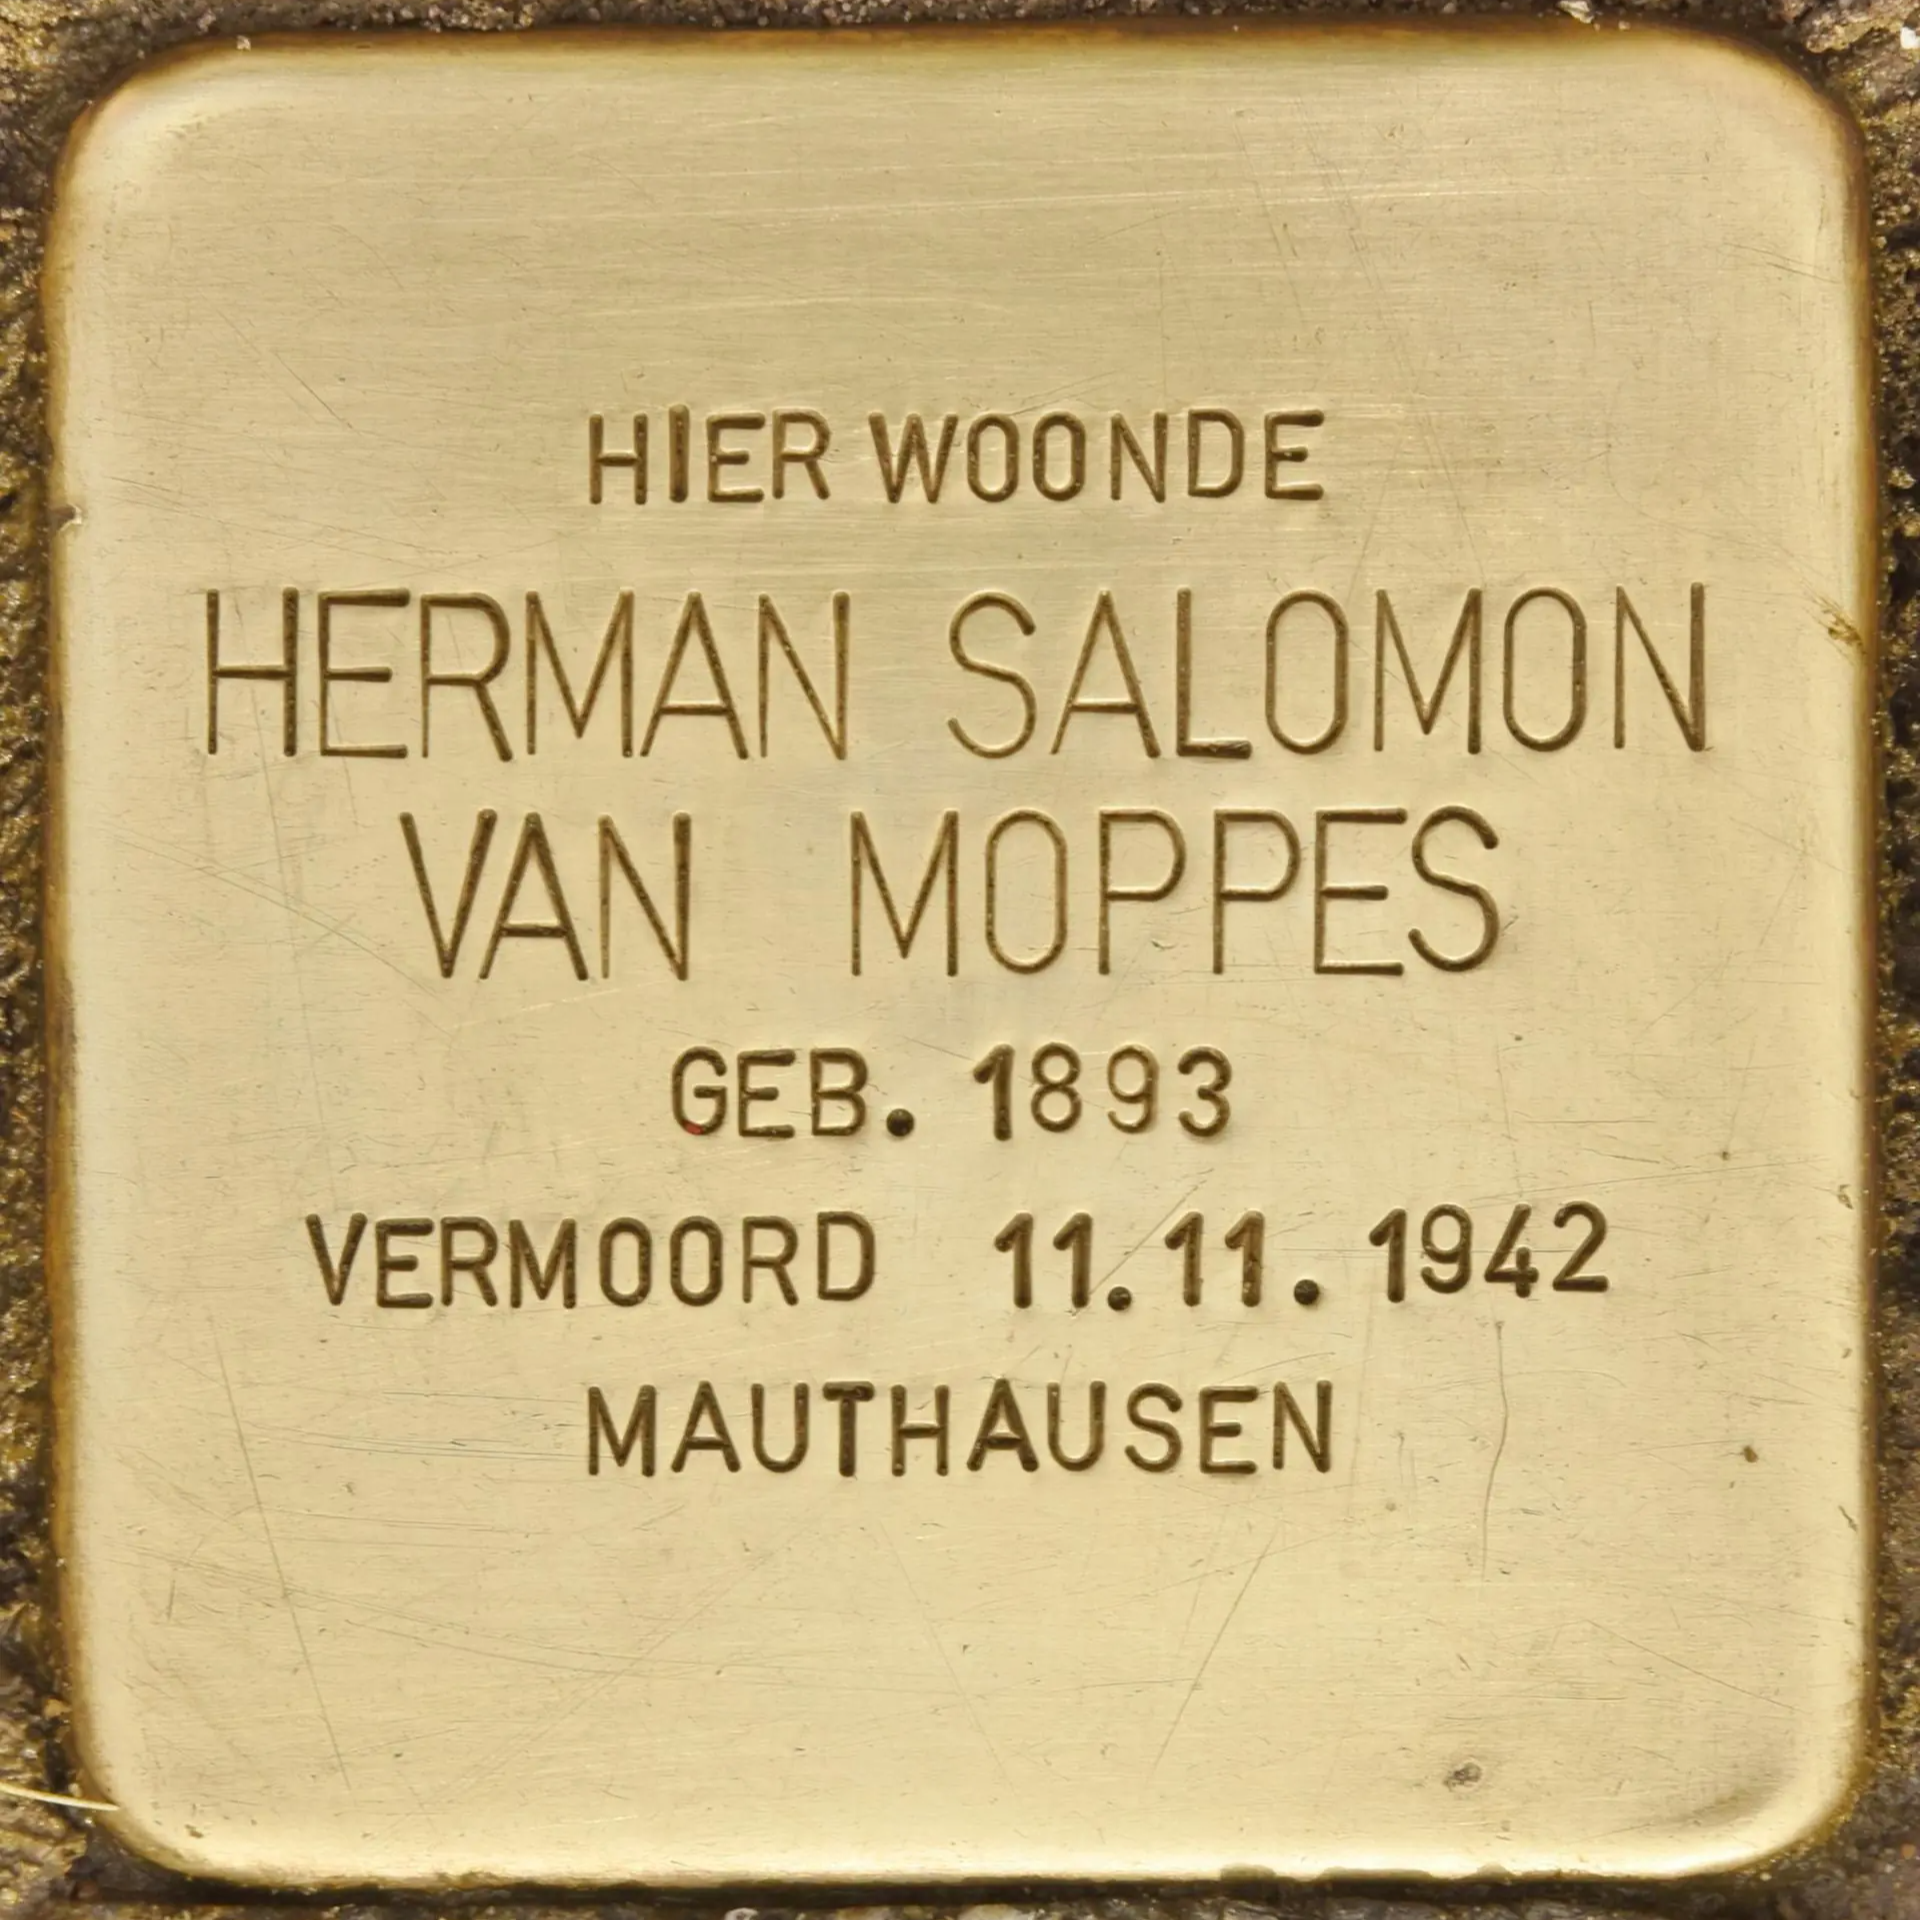 HIER WOONDE
HERMAN SALOMON
VAN MOPPES
GEB. 1893
VERMOORD 11.11.1942
MAUTHAUSEN